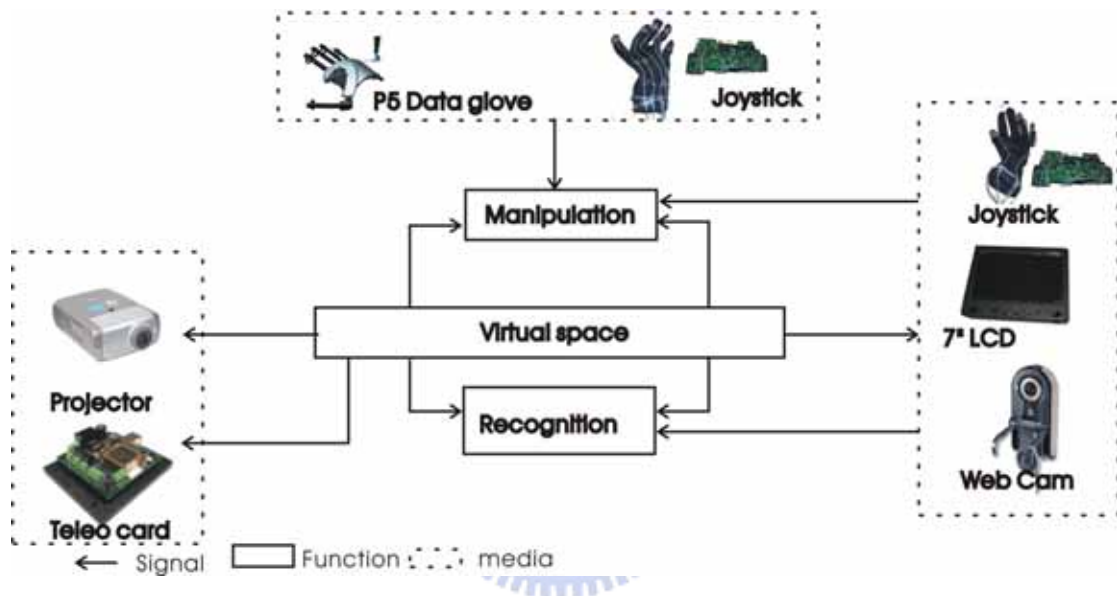 P5 Data glove
Joystick
Manipulation
Joystick
Virtual space
7" LCD
Projector
Recognition
Web Cam
Teleo card
Signal
Function
media